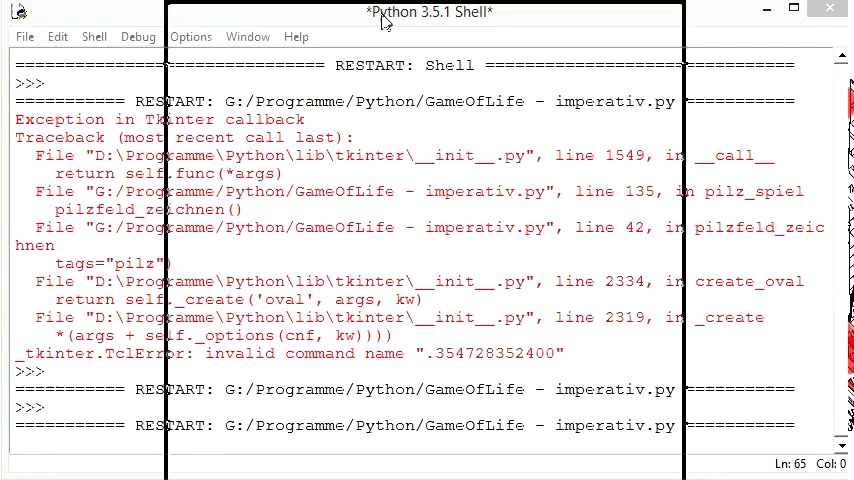 *Python 3.5.1 Shell*
File Edit Shell Debug Options Window Help
=============================== RESTART: Shell ===============================
>>>
============ RESTART: G:/Programme/Python/GameOfLife - imperativ.py ============
Exception in Tkinter callback
Traceback (most recent call last):
  File "D:\Programme\Python\lib\tkinter\__init__.py", line 1549, in __call__
    return self.func(*args)
  File "G:/Programme/Python/GameOfLife - imperativ.py", line 135, in pilz_spiel
    pilzfeld_zeichnen()
  File "G:/Programme/Python/GameOfLife - imperativ.py", line 42, in pilzfeld_zeic
hnen
    tags="pilz")
  File "D:\Programme\Python\lib\tkinter\__init__.py", line 2334, in create_oval
    return self._create('oval', args, kw)
  File "D:\Programme\Python\lib\tkinter\__init__.py", line 2319, in _create
    *(args + self._options(cnf, kw))))
_tkinter.TclError: invalid command name ".354728352400"
>>>
============ RESTART: G:/Programme/Python/GameOfLife - imperativ.py ============
>>>
============ RESTART: G:/Programme/Python/GameOfLife - imperativ.py ============
Ln: 65 Col: 0